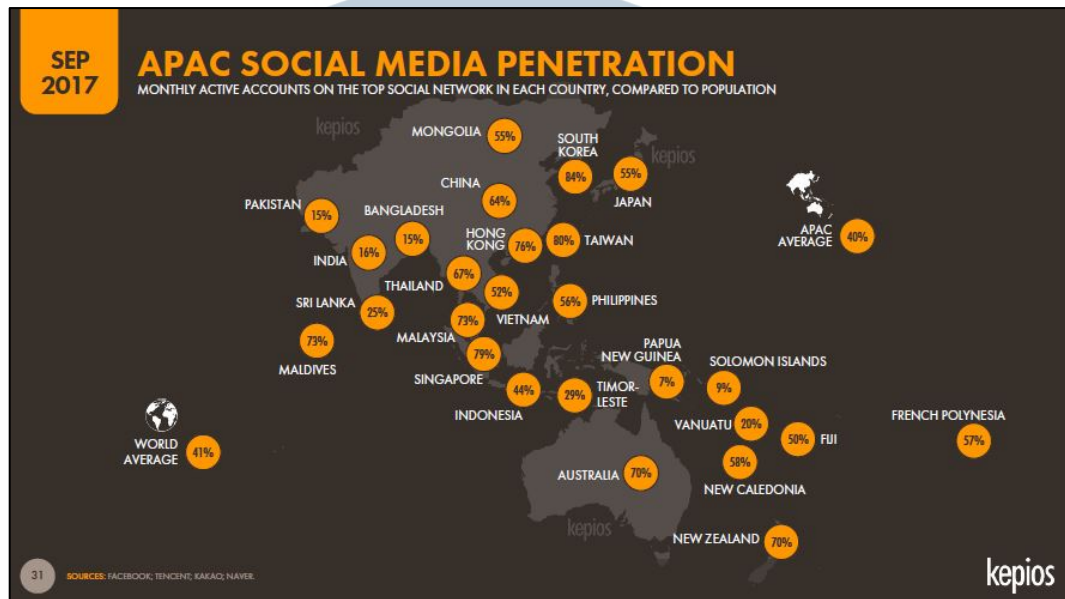 SEP
2017
APAC SOCIAL MEDIA PENETRATION
MONTHLY ACTIVE ACCOUNTS ON THE TOP SOCIAL NETWORK IN EACH COUNTRY, COMPARED TO POPULATION
kepios
MONGOLIA
55%
SOUTH
KOREA
84%
kepios
55%
JAPAN
CHINA
64%
PAKISTAN
15%
BANGLADESH
15%
INDIA
16%
HONG
KONG
76%
80%
TAIWAN
APAC
AVERAGE
40%
THAILAND
67%
52%
VIETNAM
56%
PHILIPPINES
SRI LANKA
25%
MALAYSIA
73%
73%
MALDIVES
79%
SINGAPORE
44%
INDONESIA
29%
TIMOR-
LESTE
PAPUA
NEW GUINEA
7%
SOLOMON ISLANDS
9%
VANUATU
20%
50%
FIJI
FRENCH POLYNESIA
57%
WORLD
AVERAGE
41%
AUSTRALIA
70%
58%
NEW CALEDONIA
kepios
NEW ZEALAND
70%
31
SOURCES: FACEBOOK; TENCENT; KAKAO; NAVER.
kepios